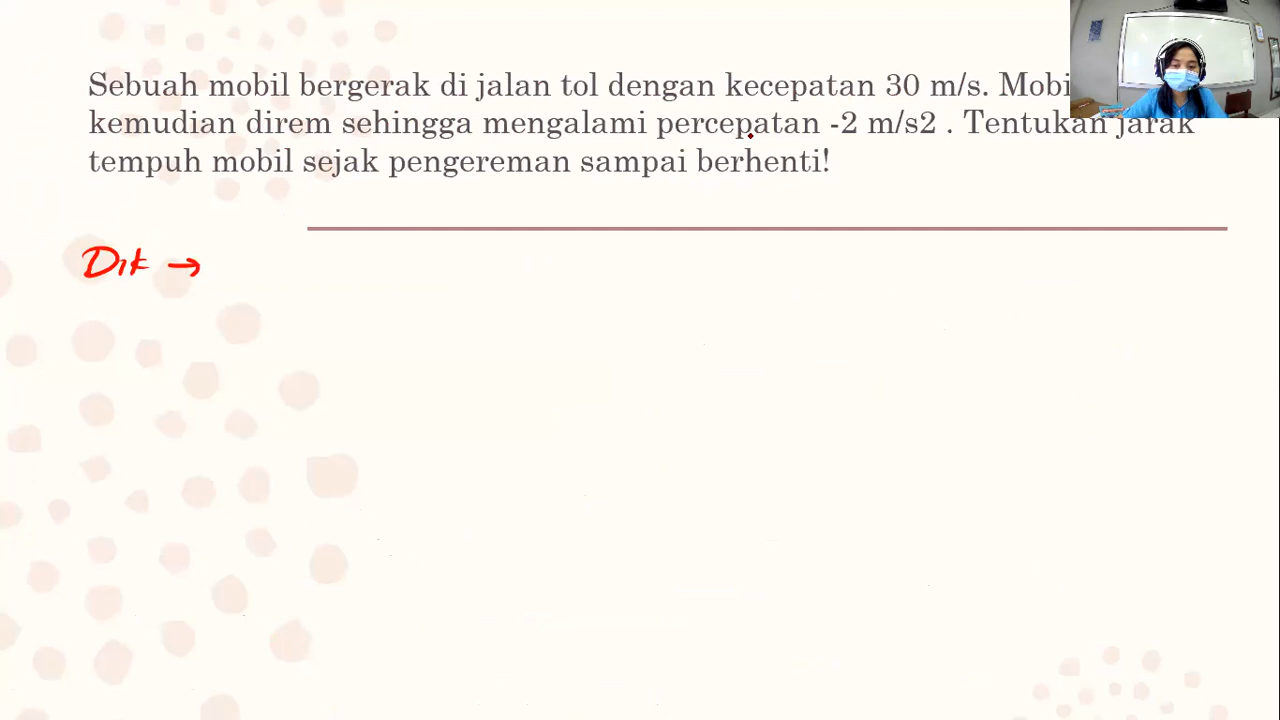 Sebuah mobil bergerak di jalan tol dengan kecepatan 30 m/s. Mobi
kemudian direm sehingga mengalami percepatan -2 m/s2 . Tentukan jarak
tempuh mobil sejak pengereman sampai berhenti!
Dik →